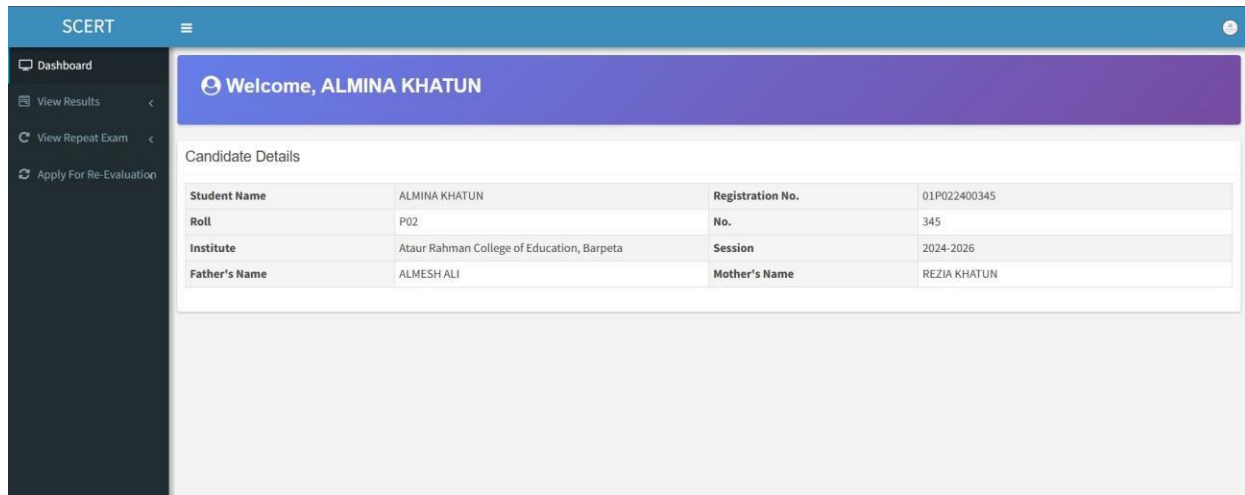 SCERT
Dashboard
View Results
View Repeat Exam
Apply For Re-Evaluation
Welcome, ALMINA KHATUN
Candidate Details
Student Name ALMINA KHATUN Registration No. 01P022400345
Roll P02 No. 345
Institute Ataur Rahman College of Education, Barpeta Session 2024-2026
Father's Name ALMESH ALI Mother's Name REZIA KHATUN